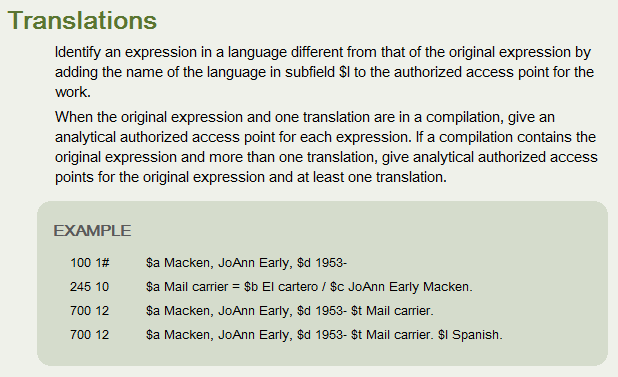 Translations
Identify an expression in a language different from that of the original expression by
adding the name of the language in subfield $l to the authorized access point for the
work.
When the original expression and one translation are in a compilation, give an
analytical authorized access point for each expression. If a compilation contains the
original expression and more than one translation, give analytical authorized access
points for the original expression and at least one translation.
EXAMPLE
100 1# $a Macken, JoAnn Early, $d 1953-
245 10 $a Mail carrier = $b El cartero / $c JoAnn Early Macken.
700 12 $a Macken, JoAnn Early, $d 1953- $t Mail carrier.
700 12 $a Macken, JoAnn Early, $d 1953- $t Mail carrier. $l Spanish.